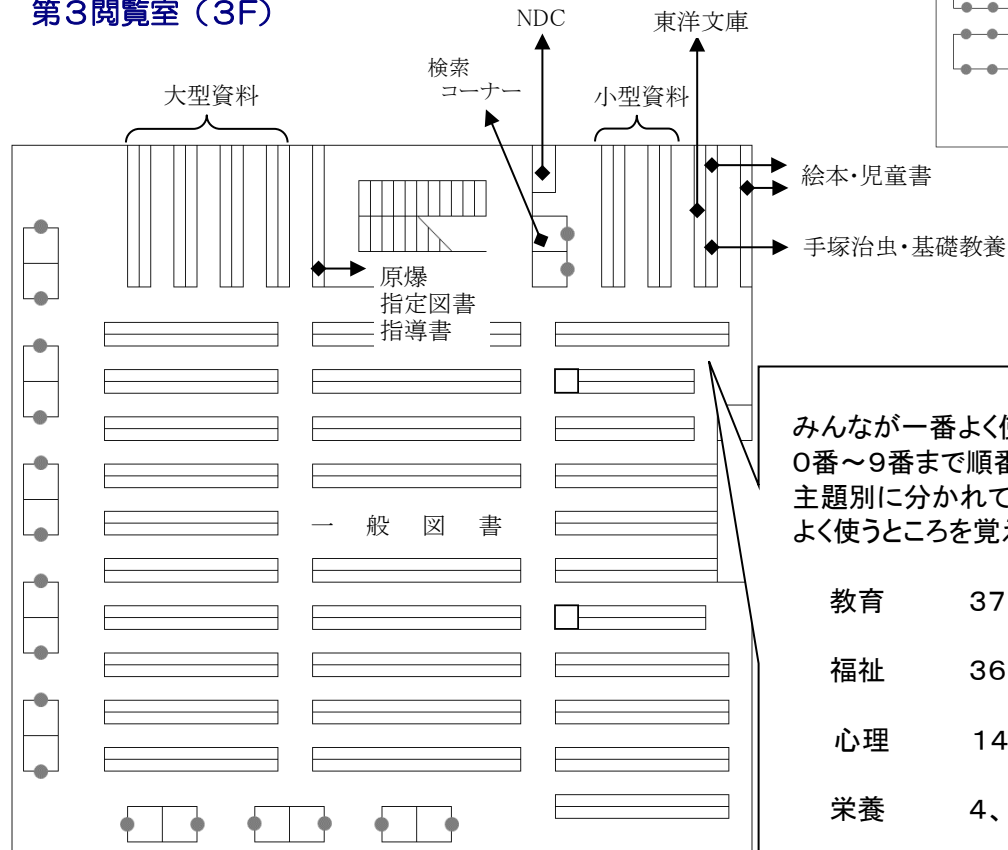 第3閲覧室（3F）
NDC
東洋文庫
検索
コーナー
大型資料
小型資料
絵本・児童書
手塚治虫・基礎教養
原爆
指定図書
指導書
一般図書
みんなが一番よく
0番～9番まで順番
主題別に分かれて
よく使うところを覚
教育 37
福祉 36
心理 14
栄養 4、